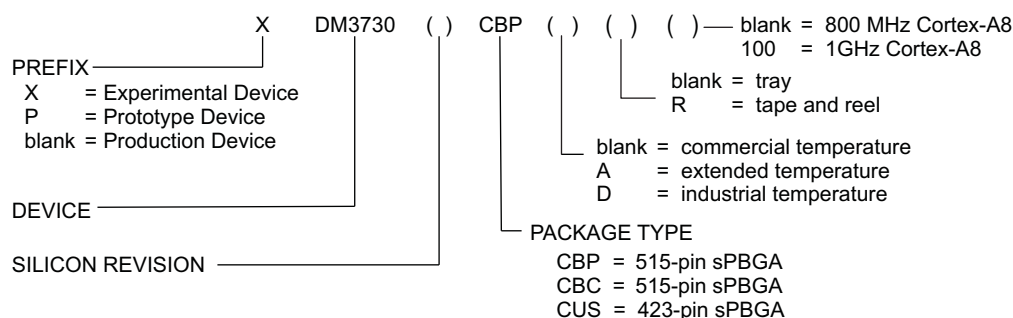 X DM3730 ( ) CBP ( ) ( ) ( )
blank = 800 MHz Cortex-A8
100 = 1GHz Cortex-A8
PREFIX
X = Experimental Device
P = Prototype Device
blank = Production Device
blank = tray
R = tape and reel
blank = commercial temperature
A = extended temperature
D = industrial temperature
DEVICE
PACKAGE TYPE
SILICON REVISION
CBP = 515-pin sPBGA
CBC = 515-pin sPBGA
CUS = 423-pin sPBGA